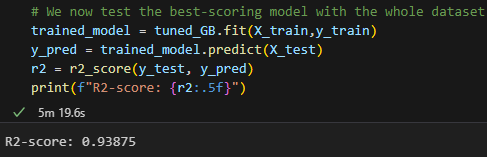 # We now test the best-scoring model with the whole dataset
trained_model = tuned_GB.fit(X_train,y_train)
y_pred = trained_model.predict(X_test)
r2 = r2_score(y_test, y_pred)
print(f"R2-score: {r2:.5f}")
5m 19.6s
R2-score: 0.93875